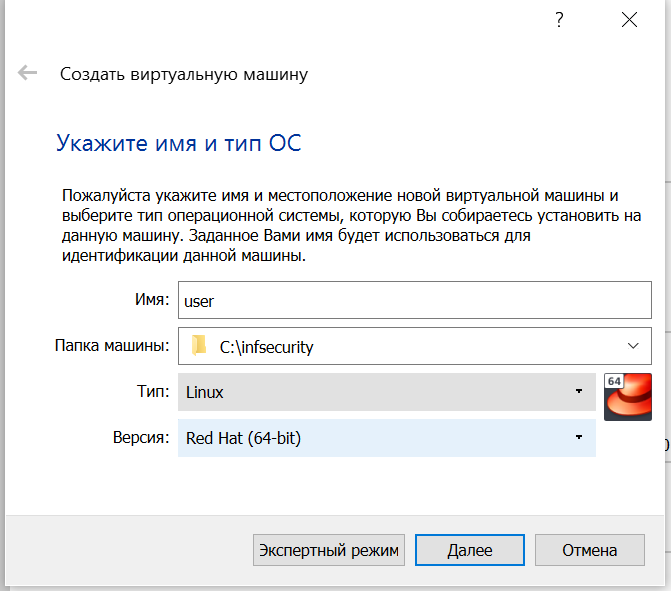 ?
Создать виртуальную машину
Укажите имя и тип ОС
Пожалуйста укажите имя и местоположение новой виртуальной машины и
выберите тип операционной системы, которую Вы собираетесь установить на
данную машину. Заданное Вами имя будет использоваться для
идентификации данной машины.
Имя: user
Папка машины: C:\infsecurity
Тип: Linux
64
Версия: Red Hat (64-bit)
Экспертный режим Далее Отмена